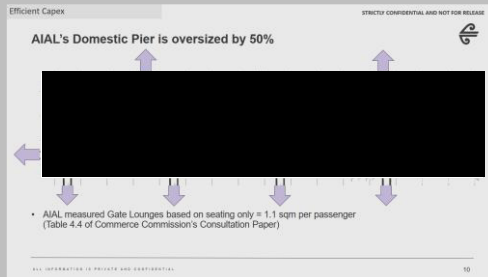 Efficient Capex
STRICTLY CONFIDENTIAL AND NOT FOR RELEASE
AIAL's Domestic Pier is oversized by 50%
• AIAL measured Gate Lounges based on seating only = 1.1 sqm per passenger
(Table 4.4 of Commerce Commission's Consultation Paper)
ALL INFORMATION IS PRIVATE AND CONFIDENTIAL
10